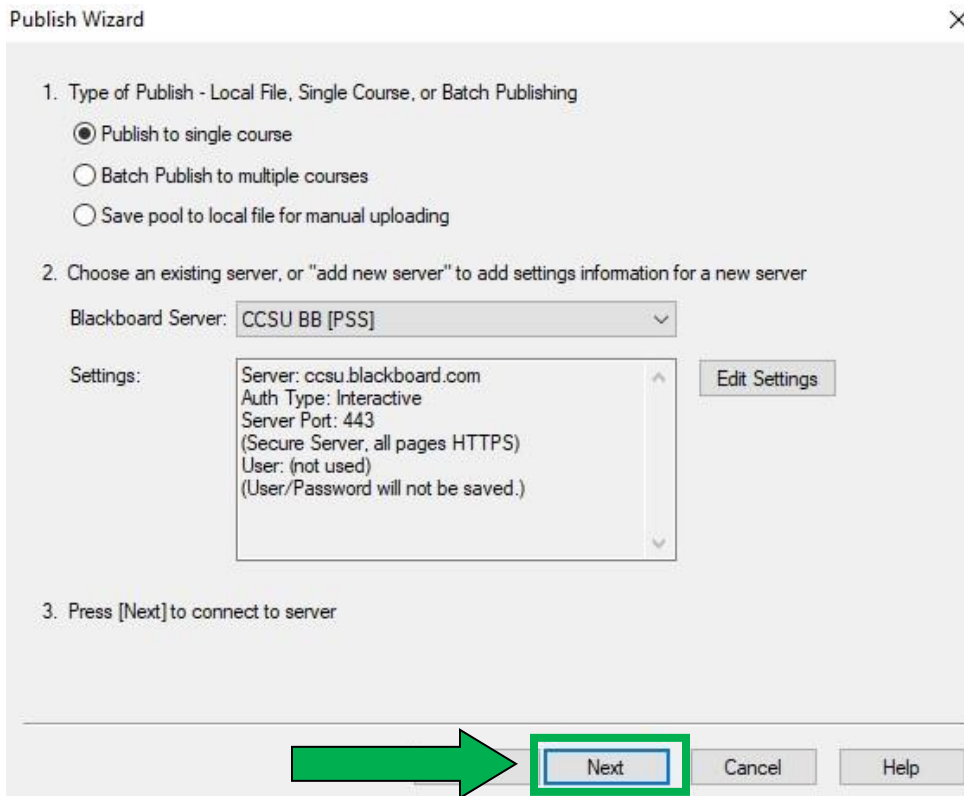 Publish Wizard
1. Type of Publish - Local File, Single Course, or Batch Publishing
Publish to single course
Batch Publish to multiple courses
Save pool to local file for manual uploading
2. Choose an existing server, or "add new server" to add settings information for a new server
Blackboard Server: CCSU BB [PSS]
Settings:
Server: ccsu.blackboard.com
Auth Type: Interactive
Server Port: 443
(Secure Server, all pages HTTPS)
User: (not used)
(User/Password will not be saved.)
Edit Settings
3. Press [Next] to connect to server
Next Cancel Help